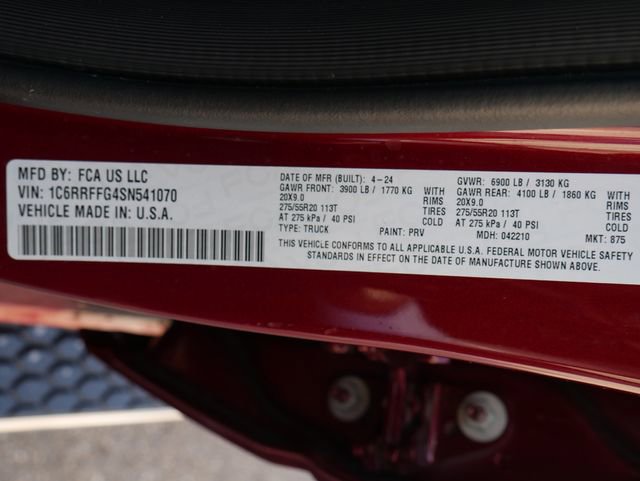 MFD BY: FCA US LLC
VIN: 1C6RRFFG4SN541070
VEHICLE MADE IN: U.S.A.
DATE OF MFR (BUILT): 4-24
GAWR FRONT: 3900 LB / 1770 KG WITH
20X9.0 RIMS
275/55R20 113T TIRES
AT 275 kPa / 40 PSI COLD
TYPE: TRUCK PAINT: PRV
GVWR: 6900 LB / 3130 KG
GAWR REAR: 4100 LB / 1860 KG WITH
20X9.0 RIMS
275/55R20 113T TIRES
AT 275 kPa / 40 PSI COLD
MDH: 042210 MKT: 875
THIS VEHICLE CONFORMS TO ALL APPLICABLE U.S.A. FEDERAL MOTOR VEHICLE SAFETY
STANDARDS IN EFFECT ON THE DATE OF MANUFACTURE SHOWN ABOVE.